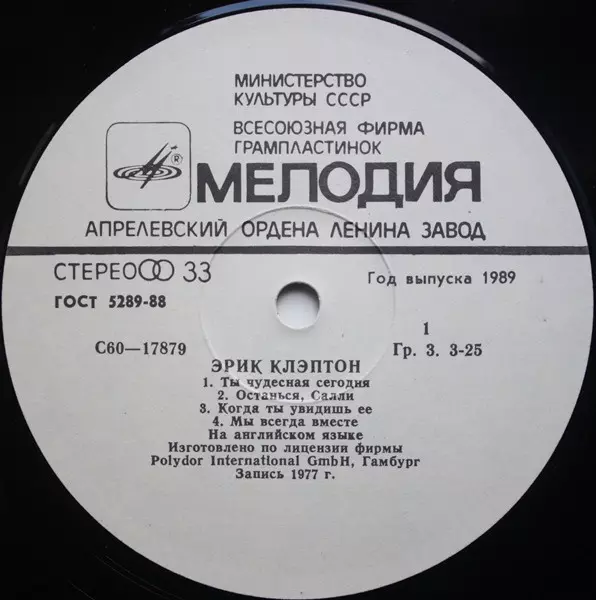 МИНИСТЕРСТВО
КУЛЬТУРЫ СССР
ВСЕСОЮЗНАЯ ФИРМА
ГРАМПЛАСТИНОК
®
МЕЛОДИЯ
АПРЕЛЕВСКИЙ ОРДЕНА ЛЕНИНА ЗАВОД
СТЕРЕО 33
Год выпуска 1989
ГОСТ 5289-88
1
С60—17879
Гр. 3. 3-25
ЭРИК КЛЭПТОН
1. Ты чудесная сегодня
2. Останься, Салли
3. Когда ты увидишь ее
4. Мы всегда вместе
На английском языке
Изготовлено по лицензии фирмы
Polydor International GmbH, Гамбург
Запись 1977 г.